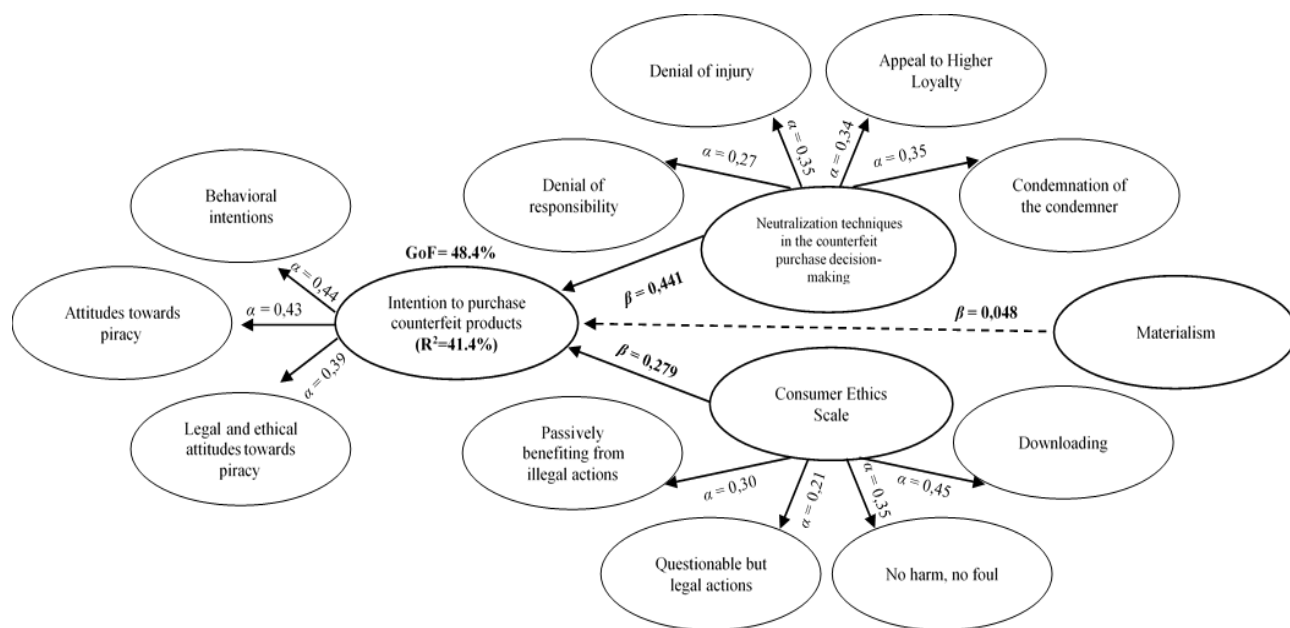 Denial of injury
Appeal to Higher
Loyalty
α = 0,35
α = 0,34
α = 0,27
α = 0,35
Denial of
responsibility
Condemnation of
the condemner
Behavioral
intentions
Neutralization techniques
in the counterfeit
purchase decision-
making
GoF= 48.4%
α = 0,44
β = 0,441
Attitudes towards
piracy
α = 0,43
Intention to purchase
counterfeit products
(R²=41.4%)
β = 0,048
Materialism
α = 0,39
β = 0,279
Consumer Ethics
Scale
Legal and ethical
attitudes towards
piracy
Passively
benefiting from
illegal actions
Downloading
α = 0,30
α = 0,21
α = 0,35
α = 0,45
Questionable but
legal actions
No harm, no foul